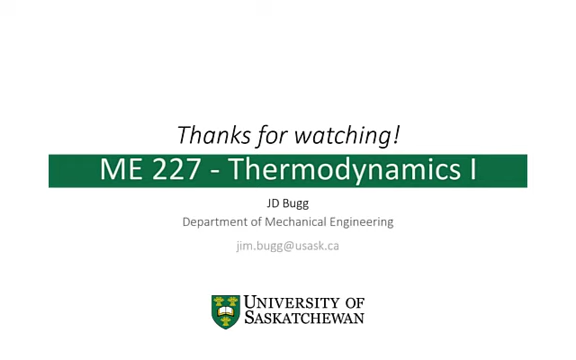 Thanks for watching!
ME 227 - Thermodynamics I
JD Bugg
Department of Mechanical Engineering
jim.bugg@usask.ca
UNIVERSITY OF
SASKATCHEWAN